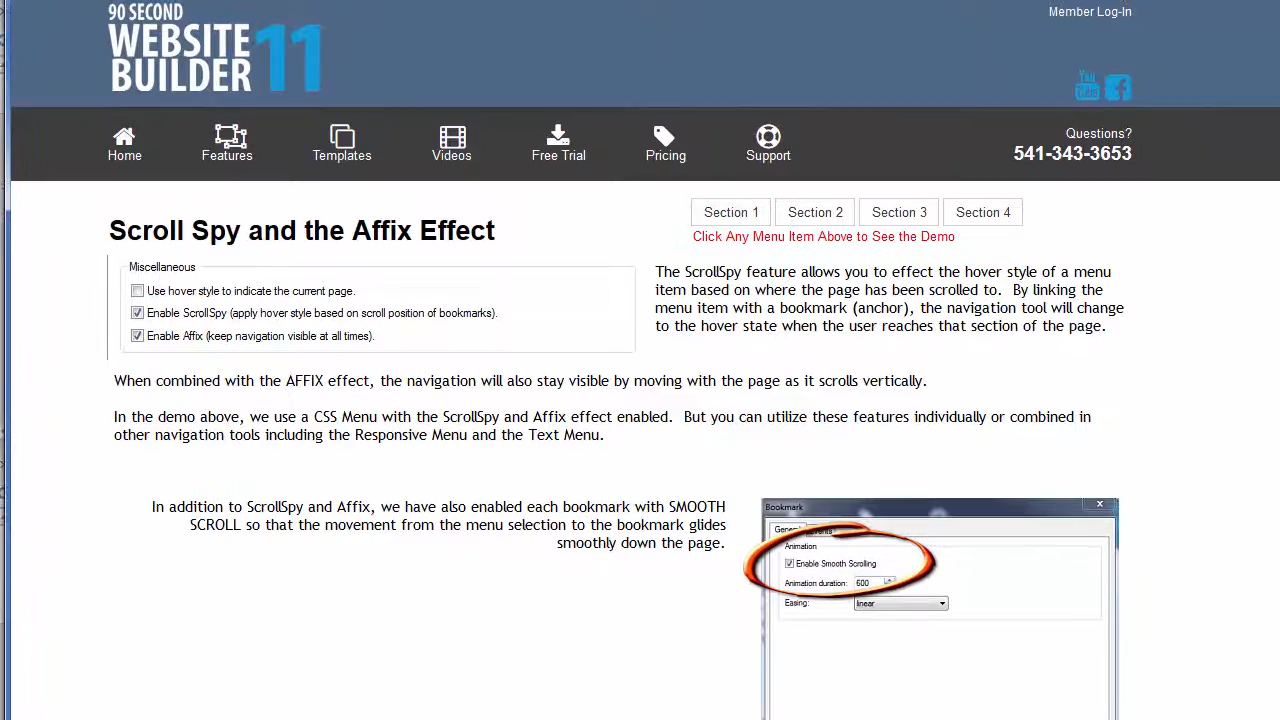 90 SECOND
WEBSITE
BUILDER 11
Member Log-In
You
Tube
Home
Features
Templates
Videos
Free Trial
Pricing
Support
Questions?
541-343-3653
Scroll Spy and the Affix Effect
Section 1
Section 2
Section 3
Section 4
Click Any Menu Item Above to See the Demo
Miscellaneous
Use hover style to indicate the current page.
Enable ScrollSpy (apply hover style based on scroll position of bookmarks).
Enable Affix (keep navigation visible at all times).
The ScrollSpy feature allows you to effect the hover style of a menu
item based on where the page has been scrolled to. By linking the
menu item with a bookmark (anchor), the navigation tool will change
to the hover state when the user reaches that section of the page.
When combined with the AFFIX effect, the navigation will also stay visible by moving with the page as it scrolls vertically.
In the demo above, we use a CSS Menu with the ScrollSpy and Affix effect enabled. But you can utilize these features individually or combined in
other navigation tools including the Responsive Menu and the Text Menu.
In addition to ScrollSpy and Affix, we have also enabled each bookmark with SMOOTH
SCROLL so that the movement from the menu selection to the bookmark glides
smoothly down the page.
Bookmark
Animation
Enable Smooth Scrolling
Animation duration: 600
Easing: linear